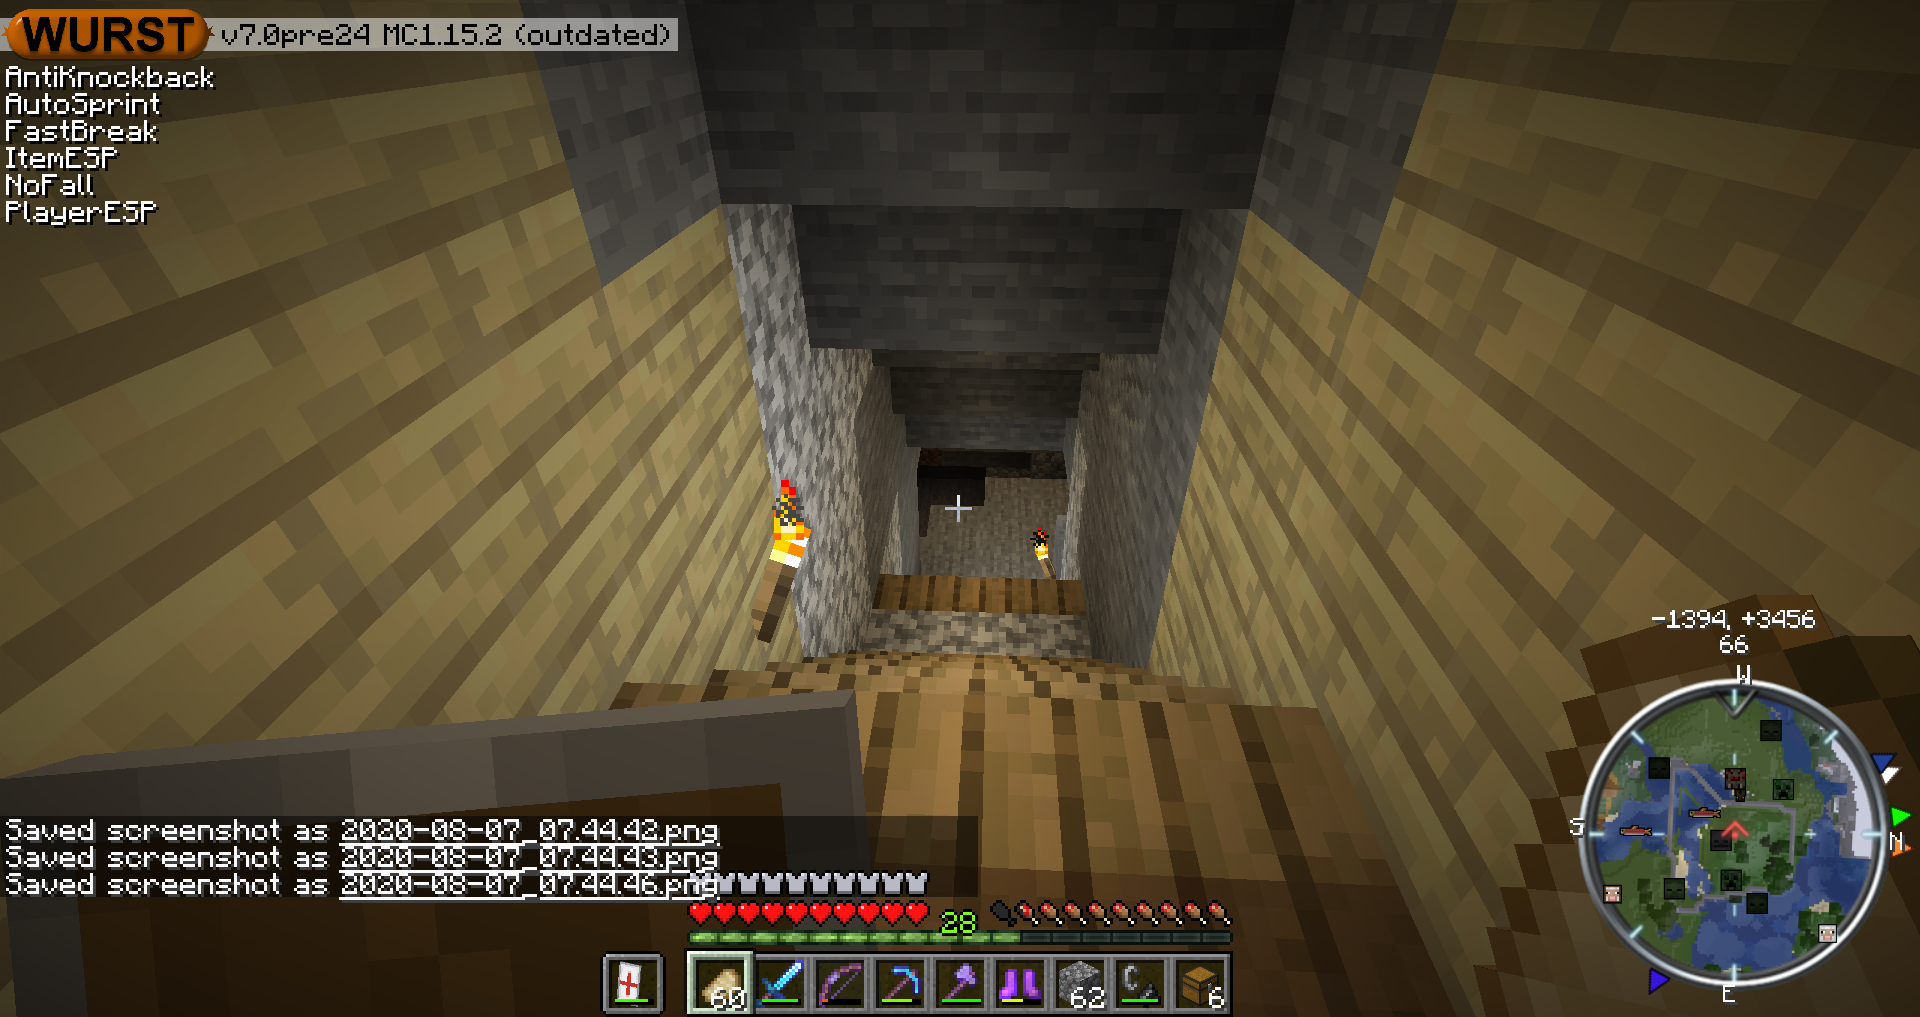 WURST v7.0pre24 MC1.15.2 (outdated)
AntiKnockback
AutoSprint
FastBreak
ItemESP
NoFall
PlayerESP
-1394, +3456
66
W
S
N
E
Saved screenshot as 2020-08-07_07.44.42.png
Saved screenshot as 2020-08-07_07.44.43.png
Saved screenshot as 2020-08-07_07.44.46.png
28
60
62
6